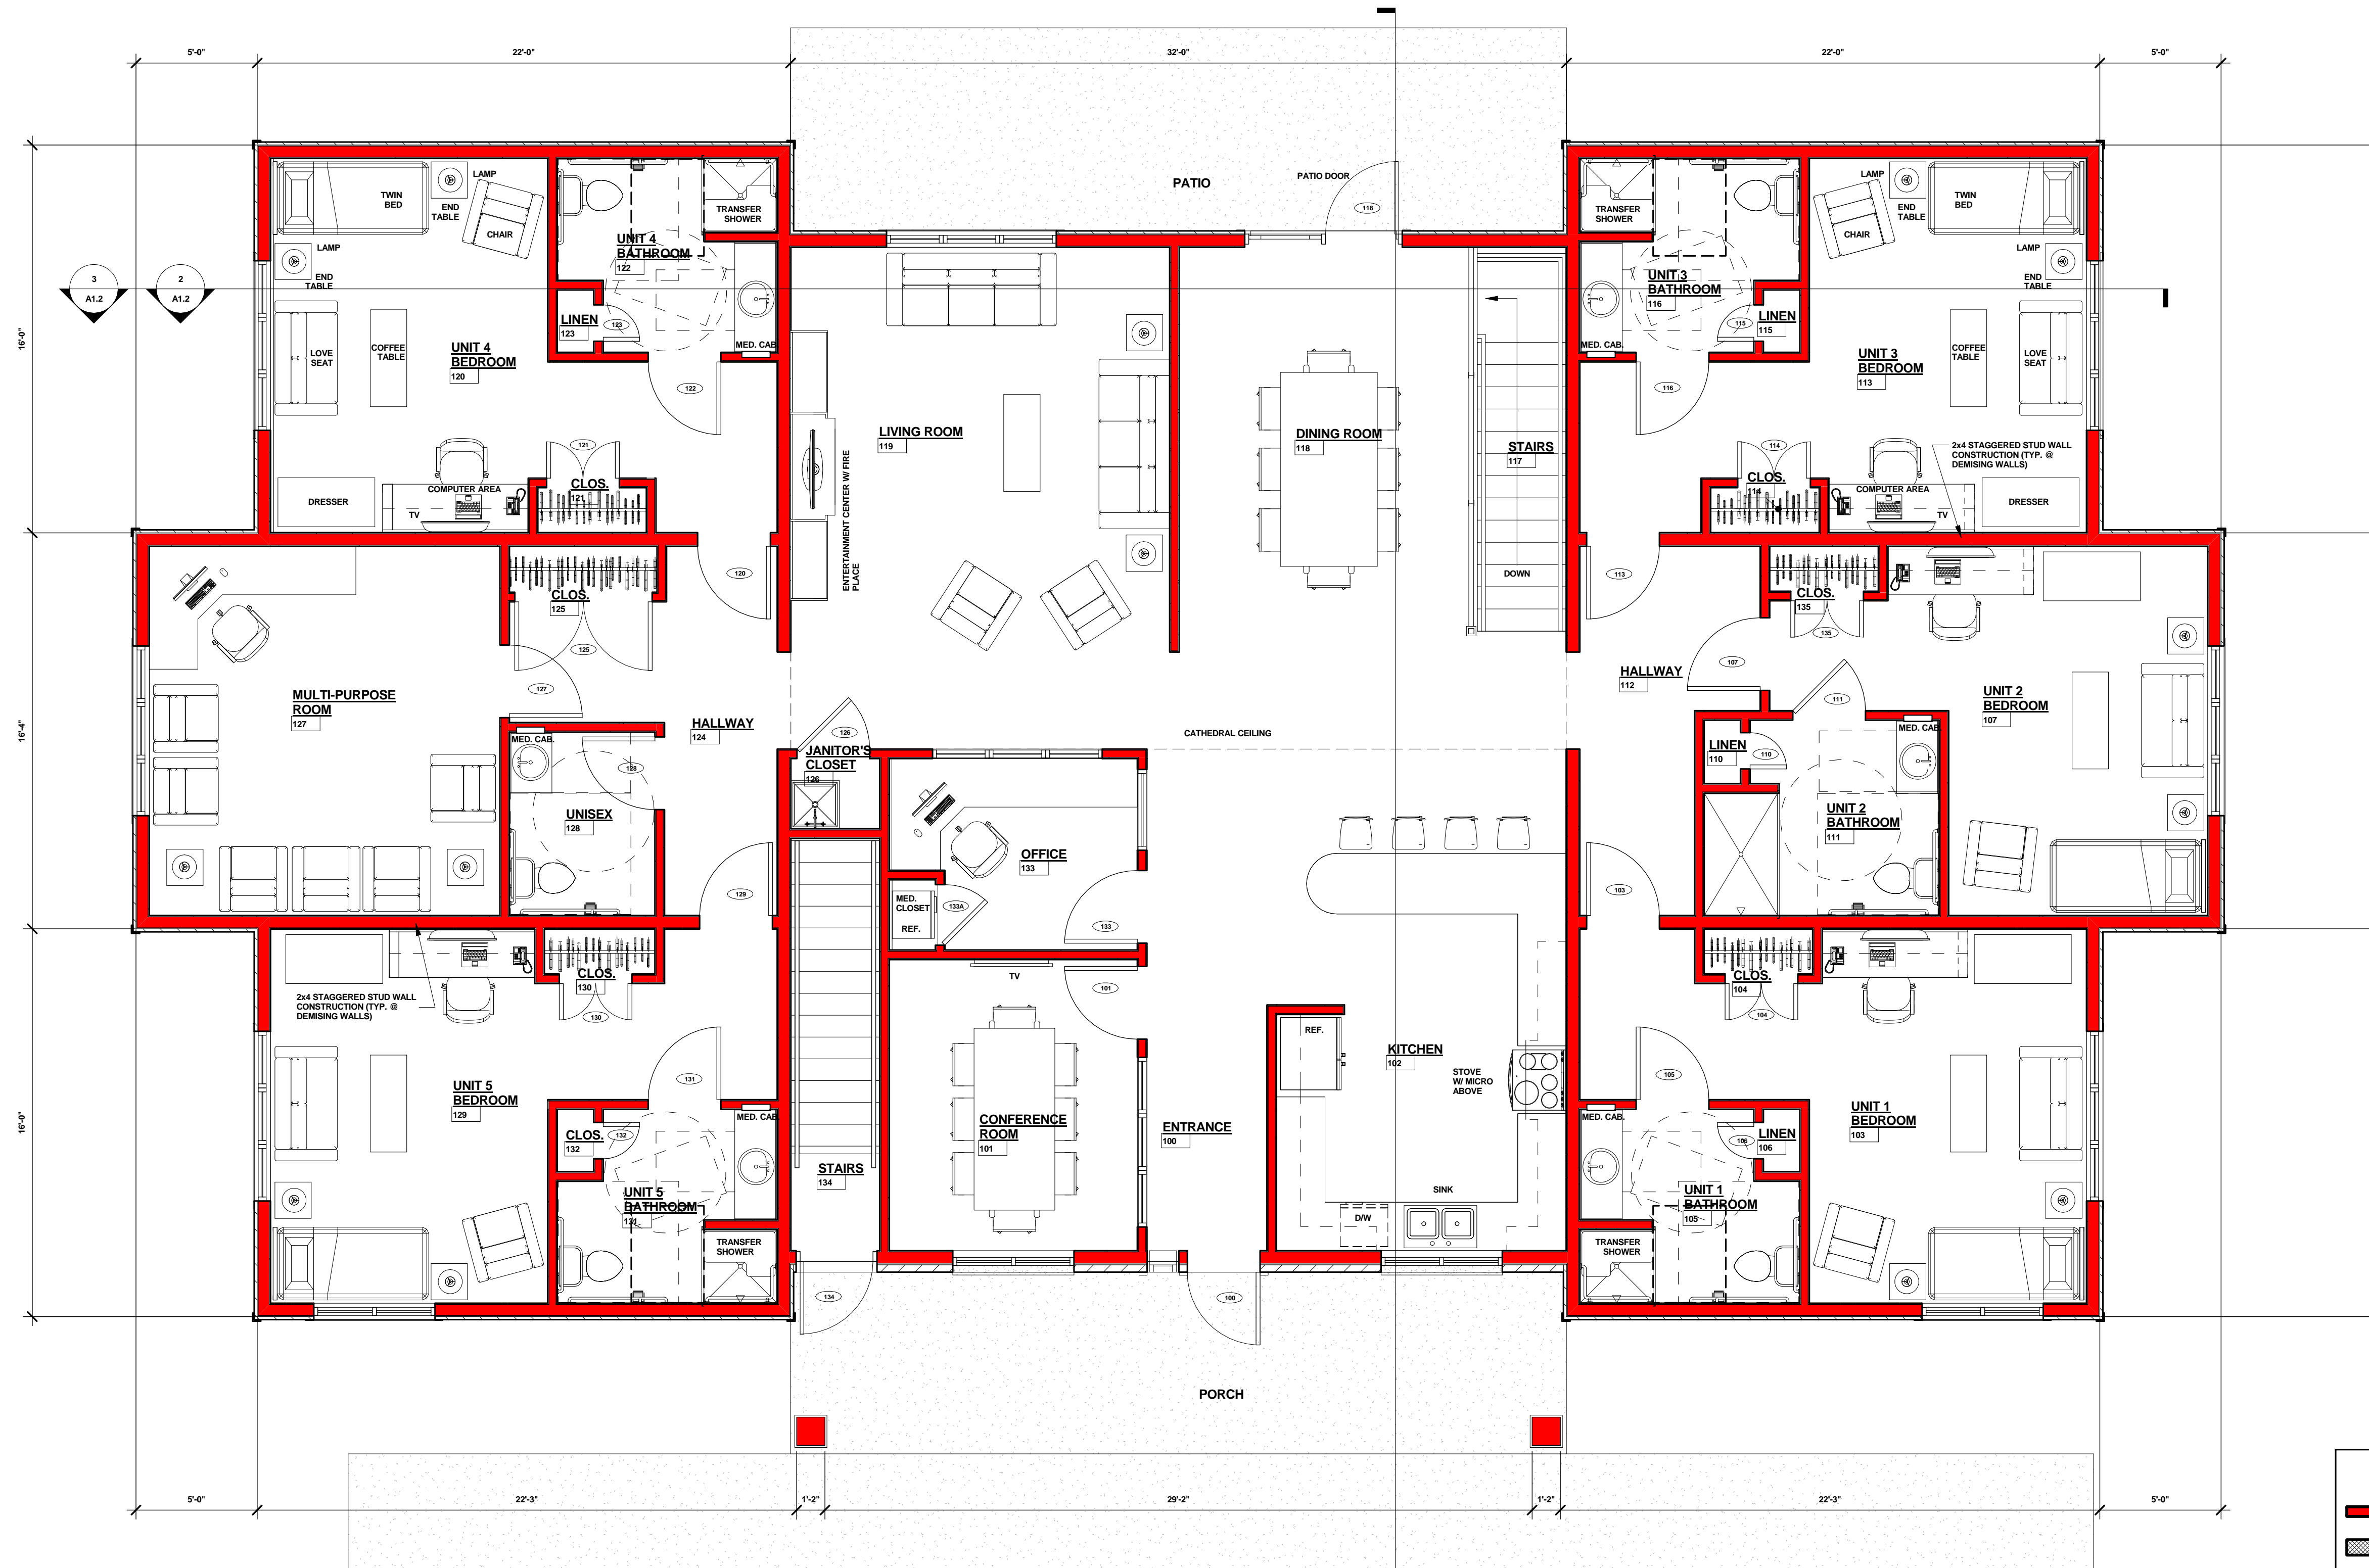 5'-0"
22'-0"
32'-0"
22'-0"
5'-0"
PATIO
PATIO DOOR
118
LAMP
TWIN
BED
END
TABLE
CHAIR
LAMP
END
TABLE
TRANSFER
SHOWER
UNIT 4
BATHROOM
122
LINEN
123
123
MED. CAB.
3
A1.2
2
A1.2
16'-0"
LOVE
SEAT
COFFEE
TABLE
UNIT 4
BEDROOM
120
122
121
CLOS.
121
COMPUTER AREA
DRESSER
TV
LIVING ROOM
119
ENTERTAINMENT CENTER W/ FIRE
PLACE
DINING ROOM
118
STAIRS
117
DOWN
TRANSFER
SHOWER
UNIT 3
BATHROOM
116
LINEN
115
115
MED. CAB.
116
LAMP
END
TABLE
TWIN
BED
CHAIR
LAMP
END
TABLE
UNIT 3
BEDROOM
113
COFFEE
TABLE
LOVE
SEAT
2x4 STAGGERED STUD WALL
CONSTRUCTION (TYP. @
DEMISING WALLS)
114
CLOS.
114
COMPUTER AREA
TV
DRESSER
120
CLOS.
125
125
127
MULTI-PURPOSE
ROOM
127
16'-4"
HALLWAY
124
MED. CAB.
128
UNISEX
128
129
126
JANITOR'S
CLOSET
126
CATHEDRAL CEILING
OFFICE
133
MED.
CLOSET
REF.
133A
133
113
CLOS.
135
135
107
HALLWAY
112
111
UNIT 2
BEDROOM
107
MED. CAB.
LINEN
110
110
UNIT 2
BATHROOM
111
103
CLOS.
130
130
2x4 STAGGERED STUD WALL
CONSTRUCTION (TYP. @
DEMISING WALLS)
UNIT 5
BEDROOM
129
131
MED. CAB.
CLOS.
132
132
UNIT 5
BATHROOM
131
TRANSFER
SHOWER
16'-0"
STAIRS
134
TV
101
CONFERENCE
ROOM
101
ENTRANCE
100
REF.
KITCHEN
102
STOVE
W/ MICRO
ABOVE
SINK
D/W
CLOS.
104
104
105
UNIT 1
BEDROOM
103
MED. CAB.
LINEN
106
106
UNIT 1
BATHROOM
105
TRANSFER
SHOWER
134
100
PORCH
5'-0"
22'-3"
1'-2"
29'-2"
1'-2"
22'-3"
5'-0"